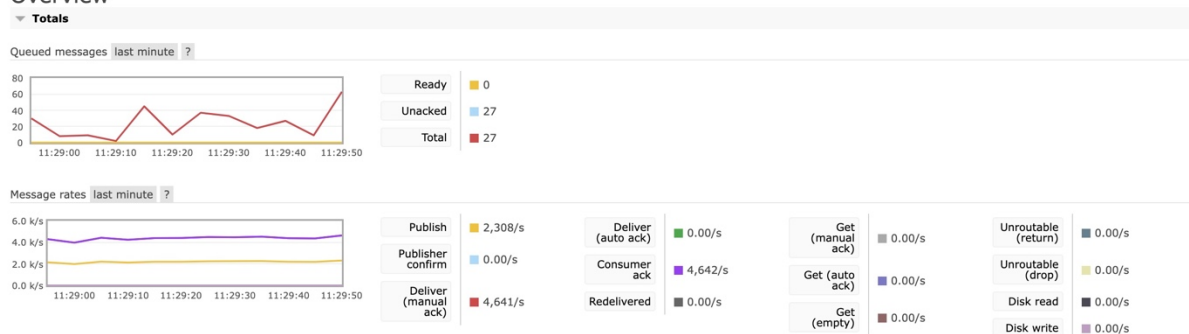 Overview
Totals
Queued messages last minute ?
80
60
40
20
0
11:29:00 11:29:10 11:29:20 11:29:30 11:29:40 11:29:50
Ready 0
Unacked 27
Total 27
Message rates last minute ?
6.0 k/s
4.0 k/s
2.0 k/s
0.0 k/s
11:29:00 11:29:10 11:29:20 11:29:30 11:29:40 11:29:50
Publish 2,308/s
Publisher
confirm 0.00/s
Deliver
(manual
ack) 4,641/s
Deliver
(auto ack) 0.00/s
Consumer
ack 4,642/s
Redelivered 0.00/s
Get
(manual
ack) 0.00/s
Get (auto
ack) 0.00/s
Get
(empty) 0.00/s
Unroutable
(return) 0.00/s
Unroutable
(drop) 0.00/s
Disk read 0.00/s
Disk write 0.00/s